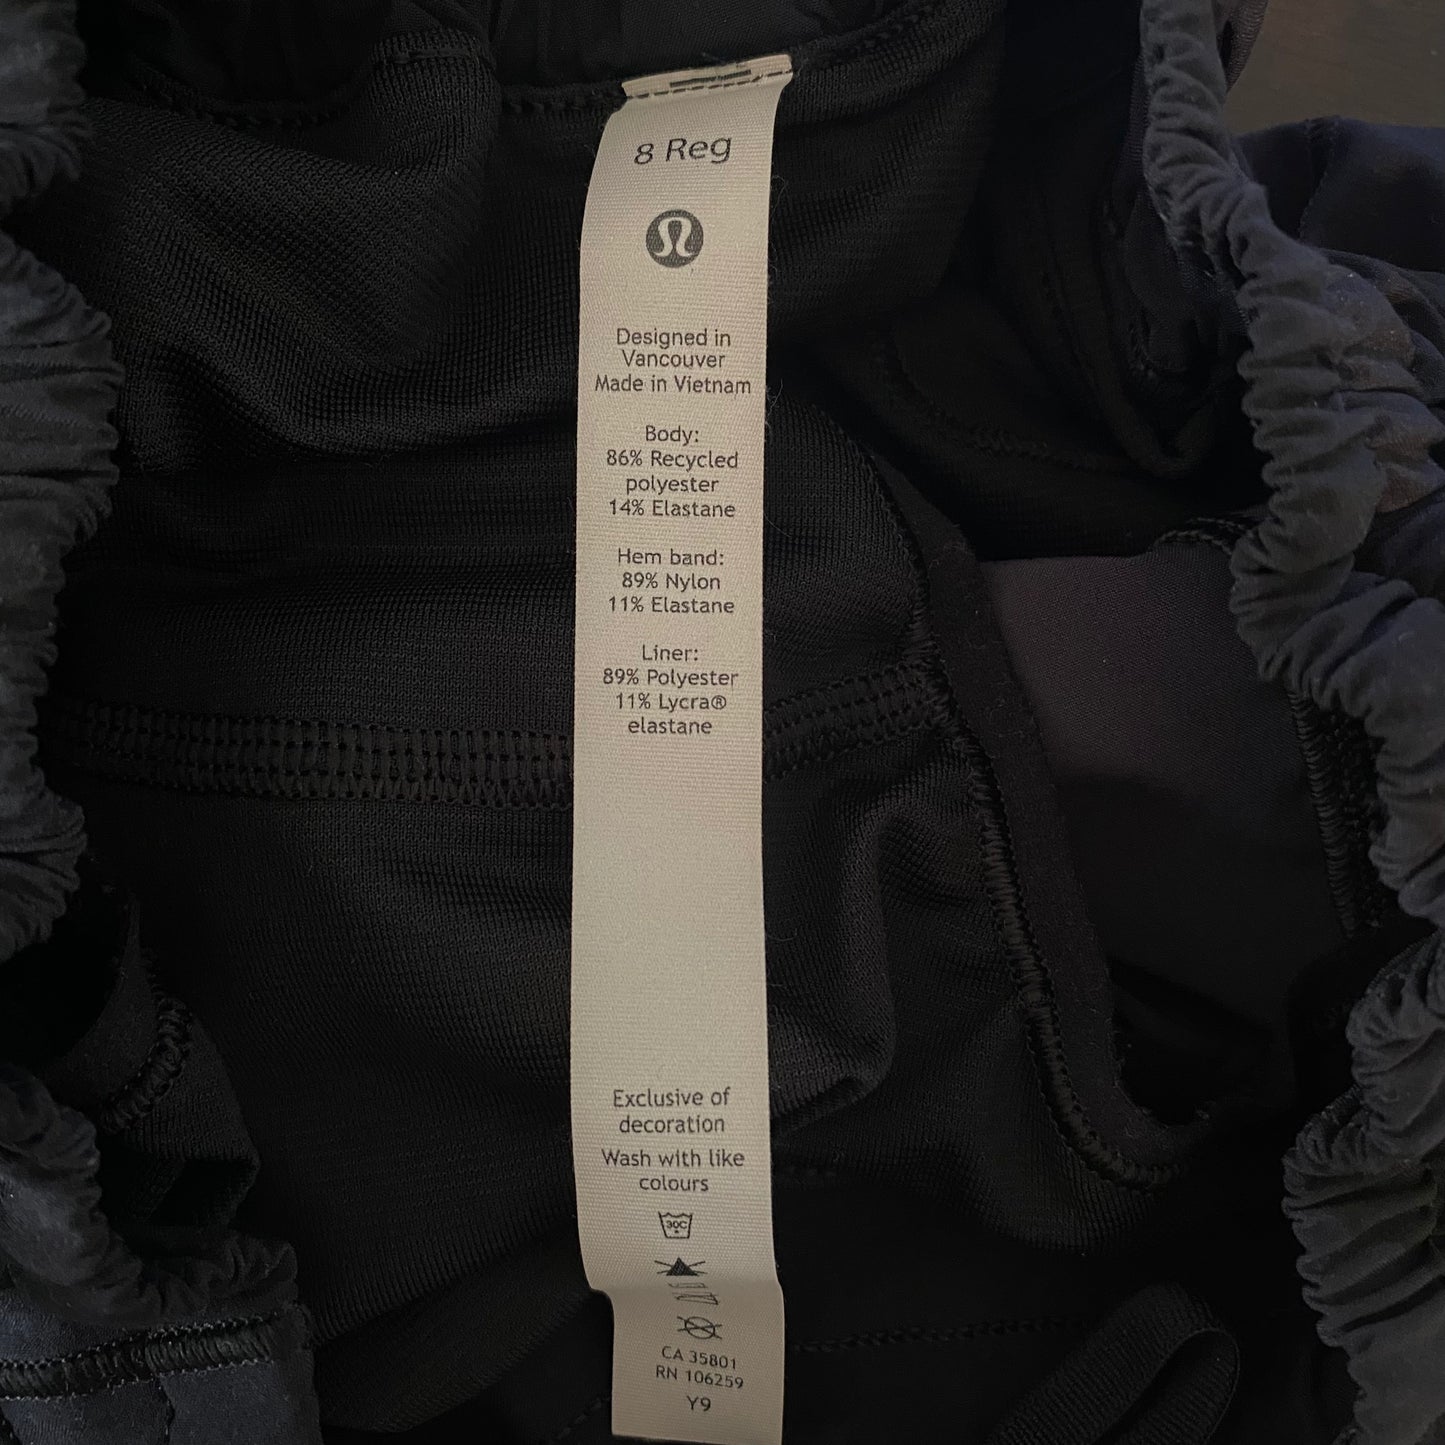 8 Reg
Designed in
Vancouver
Made in Vietnam
Body:
86% Recycled
polyester
14% Elastane
Hem band:
89% Nylon
11% Elastane
Liner:
89% Polyester
11% Lycra®
elastane
Exclusive of
decoration
Wash with like
colours
30C
CA 35801
RN 106259
Y9